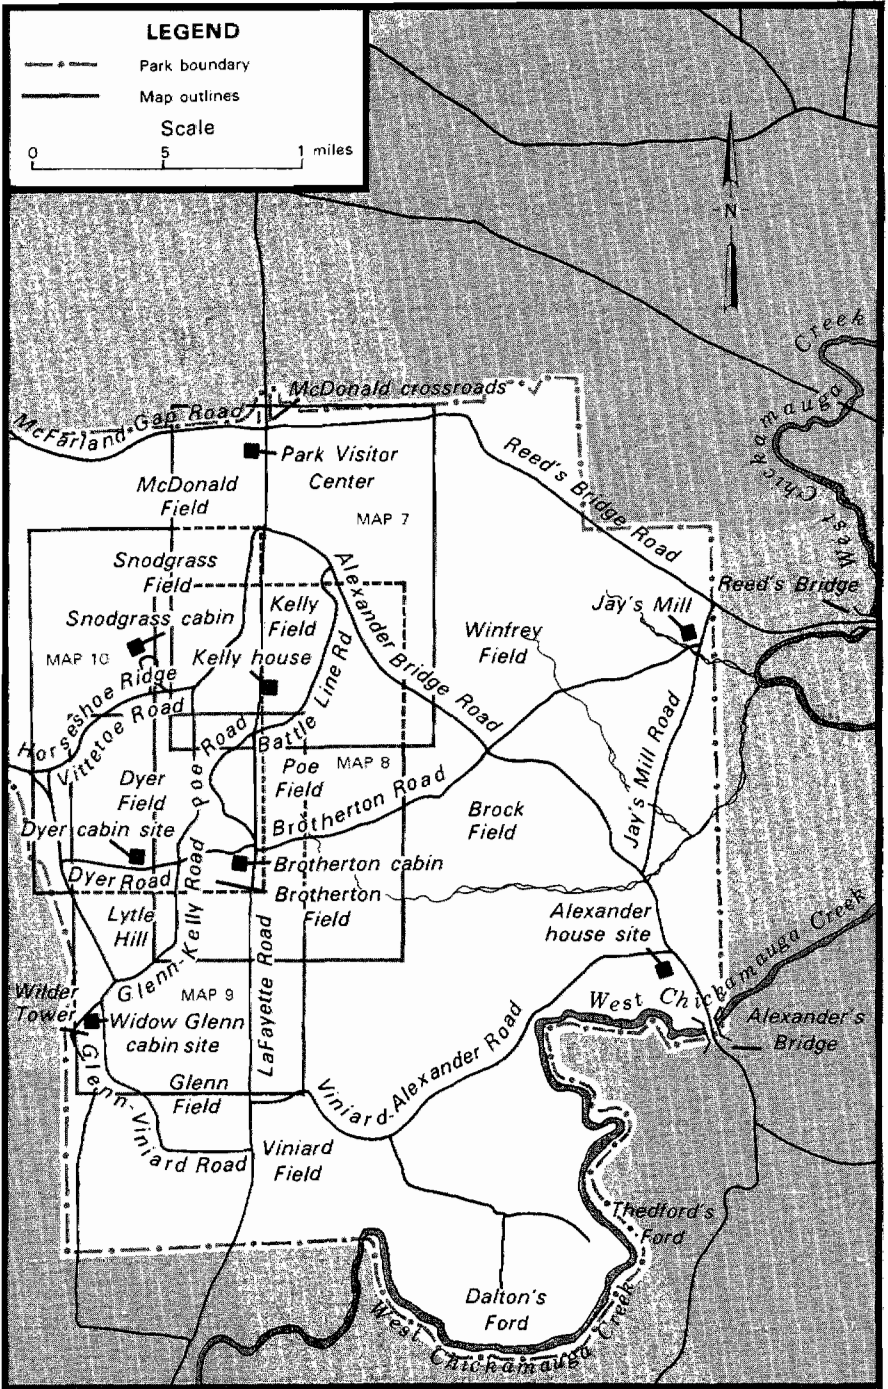 LEGEND
Park boundary
Map outlines
Scale
0 5 1 miles
N
West Chickamauga Creek
McDonald crossroads
McFarland Gap Road
Park Visitor
Center
McDonald
Field
Reed's Bridge Road
MAP 7
Snodgrass
Field
Alexander Bridge Road
Reed's Bridge
Kelly
Field
Jay's Mill
Snodgrass cabin
Winfrey
Field
Kelly house
MAP 10
Battle Line Rd
Horseshoe Ridge
Vittetoe Road
Poe Road
Jay's Mill Road
Poe
Field
MAP 8
Dyer
Field
Brotherton Road
Brock
Field
Dyer cabin site
Brotherton cabin
Dyer Road
Brotherton
Field
Lytle
Hill
Glenn-Kelly Road
LaFayette Road
Alexander
house site
West Chickamauga Creek
Wilder
Tower
MAP 9
Widow Glenn
cabin site
Alexander's
Bridge
Glenn
Field
Viniard-Alexander Road
Glenn-Viniard Road
Viniard
Field
Thedford's
Ford
Dalton's
Ford
West Chickamauga Creek